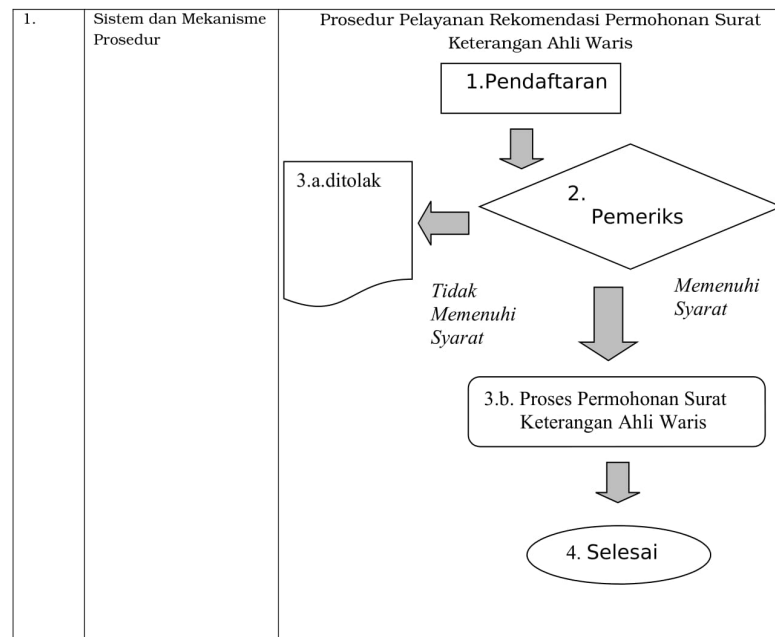 1.
Sistem dan Mekanisme
Prosedur
Prosedur Pelayanan Rekomendasi Permohonan Surat
Keterangan Ahli Waris
1.Pendaftaran
2.
Pemeriks
3.a.ditolak
Tidak
Memenuhi
Syarat
Memenuhi
Syarat
3.b. Proses Permohonan Surat
Keterangan Ahli Waris
4. Selesai